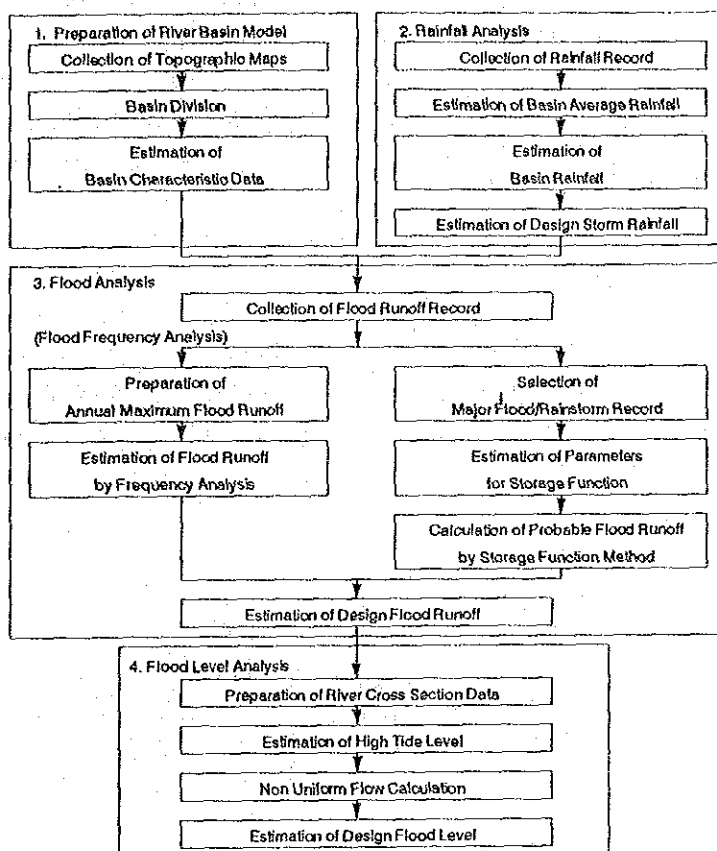 1. Preparation of River Basin Model
Collection of Topographic Maps
Basin Division
Estimation of
Basin Characteristic Data
2. Rainfall Analysis
Collection of Rainfall Record
Estimation of Basin Average Rainfall
Estimation of
Basin Rainfall
Estimation of Design Storm Rainfall
3. Flood Analysis
Collection of Flood Runoff Record
(Flood Frequency Analysis)
Preparation of
Annual Maximum Flood Runoff
Estimation of Flood Runoff
by Frequency Analysis
Selection of
Major Flood/Rainstorm Record
Estimation of Parameters
for Storage Function
Calculation of Probable Flood Runoff
by Storage Function Method
Estimation of Design Flood Runoff
4. Flood Level Analysis
Preparation of River Cross Section Data
Estimation of High Tide Level
Non Uniform Flow Calculation
Estimation of Design Flood Level